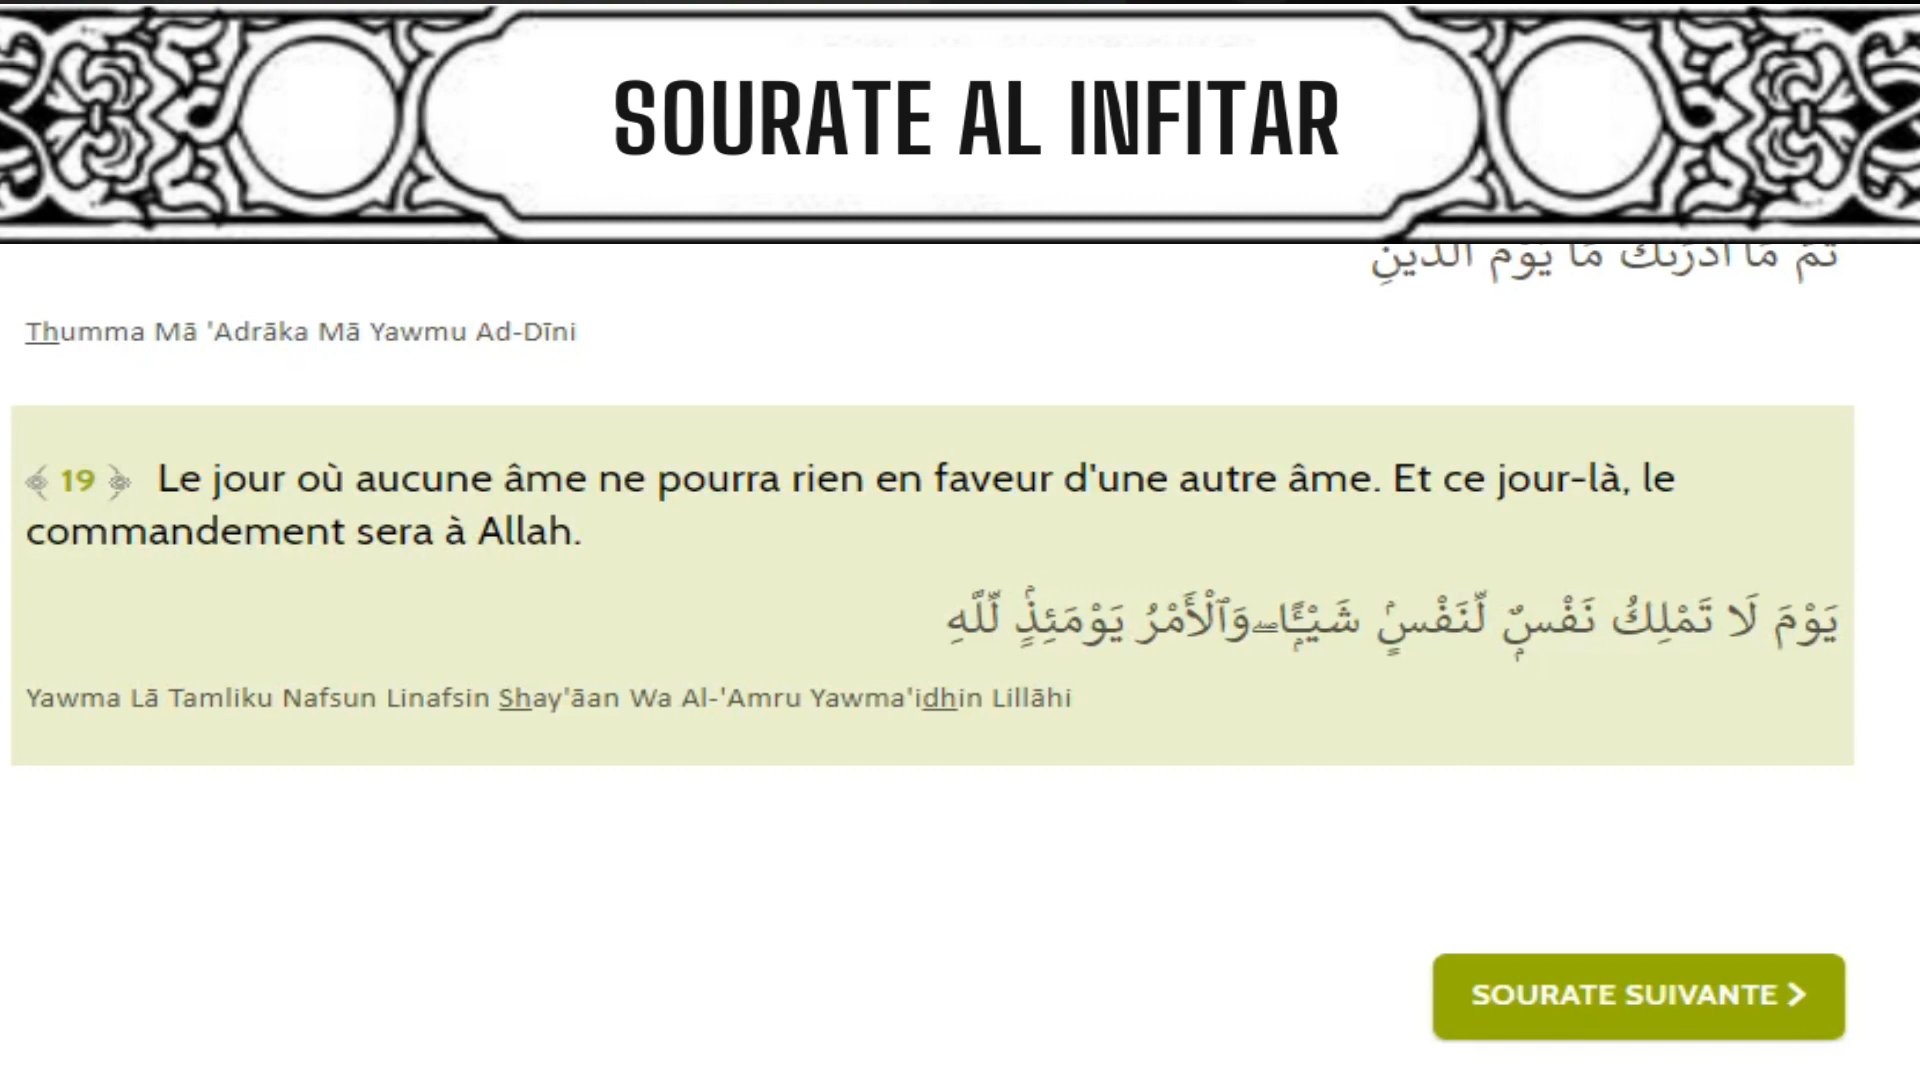 SOURATE AL INFITAR
ثُمَّ مَا أَدْرَىٰكَ مَا يَوْمُ الدِّينِ
Thumma Mā 'Adrāka Mā Yawmu Ad-Dīni
﴾ 19 ﴿ Le jour où aucune âme ne pourra rien en faveur d'une autre âme. Et ce jour-là, le
commandement sera à Allah.
يَوْمَ لَا تَمْلِكُ نَفْسٌۭ لِّنَفْسٍۢ شَيْـًۭٔا ۖ وَٱلْأَمْرُ يَوْمَئِذٍۢ لِّلَّهِ
Yawma Lā Tamliku Nafsun Linafsin Shay'āan Wa Al-'Amru Yawma'idhin Lillāhi
SOURATE SUIVANTE >